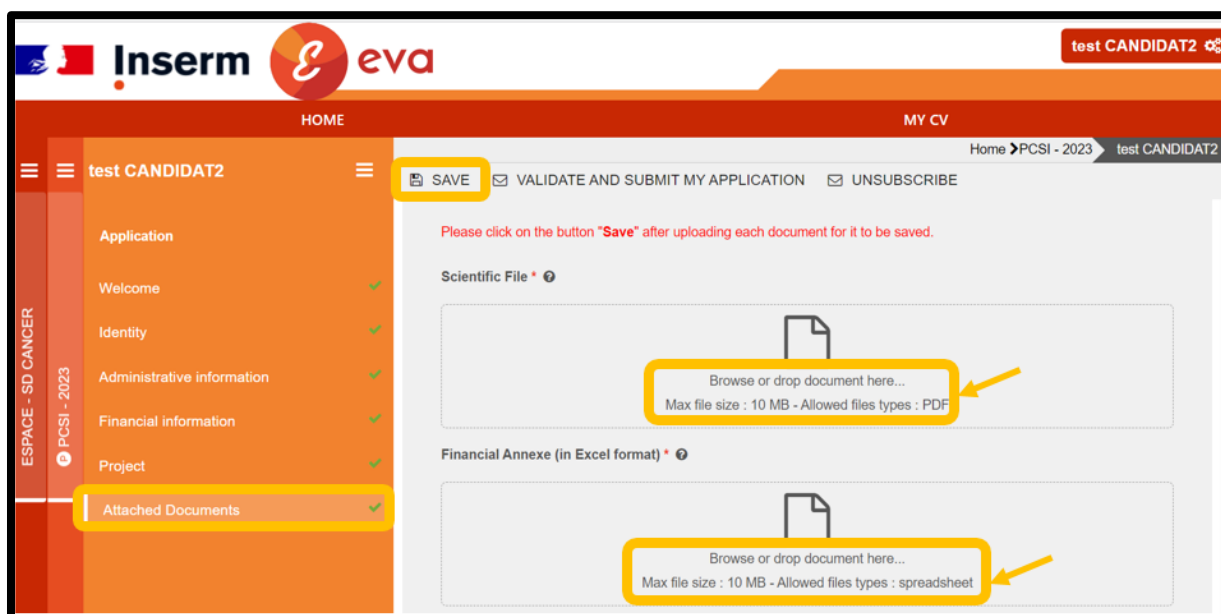 Inserm eva
test CANDIDAT2
HOME
MY CV
Home PCSI - 2023 test CANDIDAT2
test CANDIDAT2
SAVE VALIDATE AND SUBMIT MY APPLICATION UNSUBSCRIBE
ESPACE - SD CANCER
P PCSI - 2023
Application
Welcome
Identity
Administrative information
Financial information
Project
Attached Documents
Please click on the button "Save" after uploading each document for it to be saved.
Scientific File *
Browse or drop document here...
Max file size : 10 MB - Allowed files types : PDF
Financial Annexe (in Excel format) *
Browse or drop document here...
Max file size : 10 MB - Allowed files types : spreadsheet